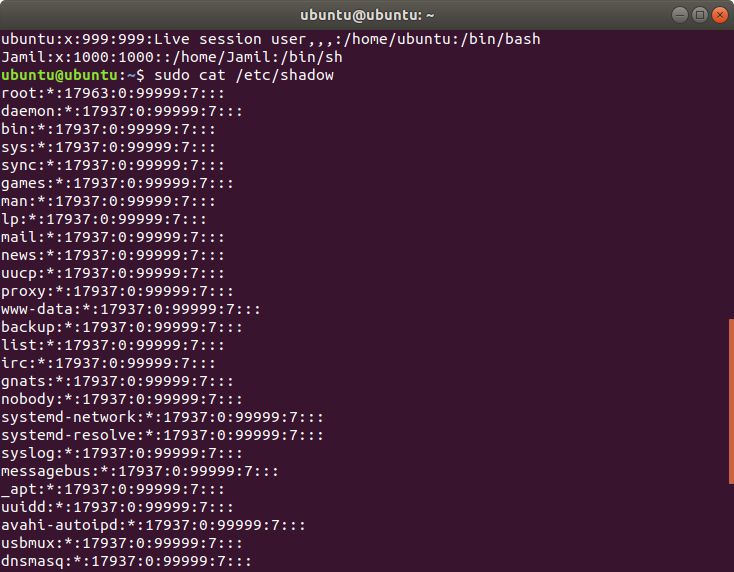 ubuntu@ubuntu: ~
ubuntu:x:999:999:Live session user,,,:/home/ubuntu:/bin/bash
Jamil:x:1000:1000::/home/Jamil:/bin/sh
ubuntu@ubuntu:~$ sudo cat /etc/shadow
root:*:17963:0:99999:7:::
daemon:*:17937:0:99999:7:::
bin:*:17937:0:99999:7:::
sys:*:17937:0:99999:7:::
sync:*:17937:0:99999:7:::
games:*:17937:0:99999:7:::
man:*:17937:0:99999:7:::
lp:*:17937:0:99999:7:::
mail:*:17937:0:99999:7:::
news:*:17937:0:99999:7:::
uucp:*:17937:0:99999:7:::
proxy:*:17937:0:99999:7:::
www-data:*:17937:0:99999:7:::
backup:*:17937:0:99999:7:::
list:*:17937:0:99999:7:::
irc:*:17937:0:99999:7:::
gnats:*:17937:0:99999:7:::
nobody:*:17937:0:99999:7:::
systemd-network:*:17937:0:99999:7:::
systemd-resolve:*:17937:0:99999:7:::
syslog:*:17937:0:99999:7:::
messagebus:*:17937:0:99999:7:::
_apt:*:17937:0:99999:7:::
uuidd:*:17937:0:99999:7:::
avahi-autoipd:*:17937:0:99999:7:::
usbmux:*:17937:0:99999:7:::
dnsmasq:*:17937:0:99999:7:::